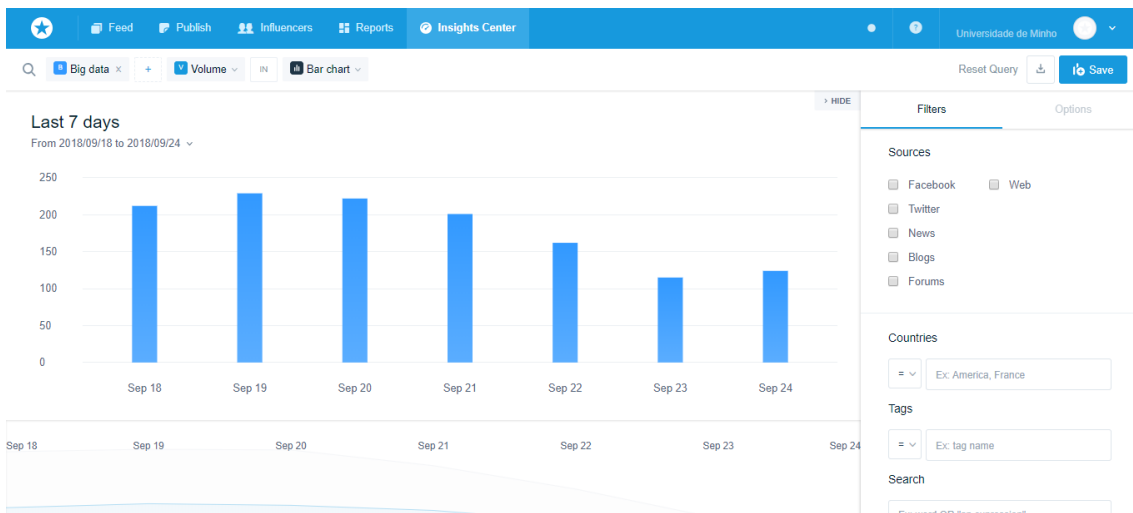 Feed Publish Influencers Reports Insights Center ? Universidade de Minho
B Big data × + V Volume IN Bar chart Reset Query Save
> HIDE
Filters Options
Last 7 days
From 2018/09/18 to 2018/09/24
250
200
150
100
50
0
Sep 18 Sep 19 Sep 20 Sep 21 Sep 22 Sep 23 Sep 24
Sep 18 Sep 19 Sep 20 Sep 21 Sep 22 Sep 23 Sep 24
Sources
Facebook Web
Twitter
News
Blogs
Forums
Countries
= Ex: America, France
Tags
= Ex: tag name
Search